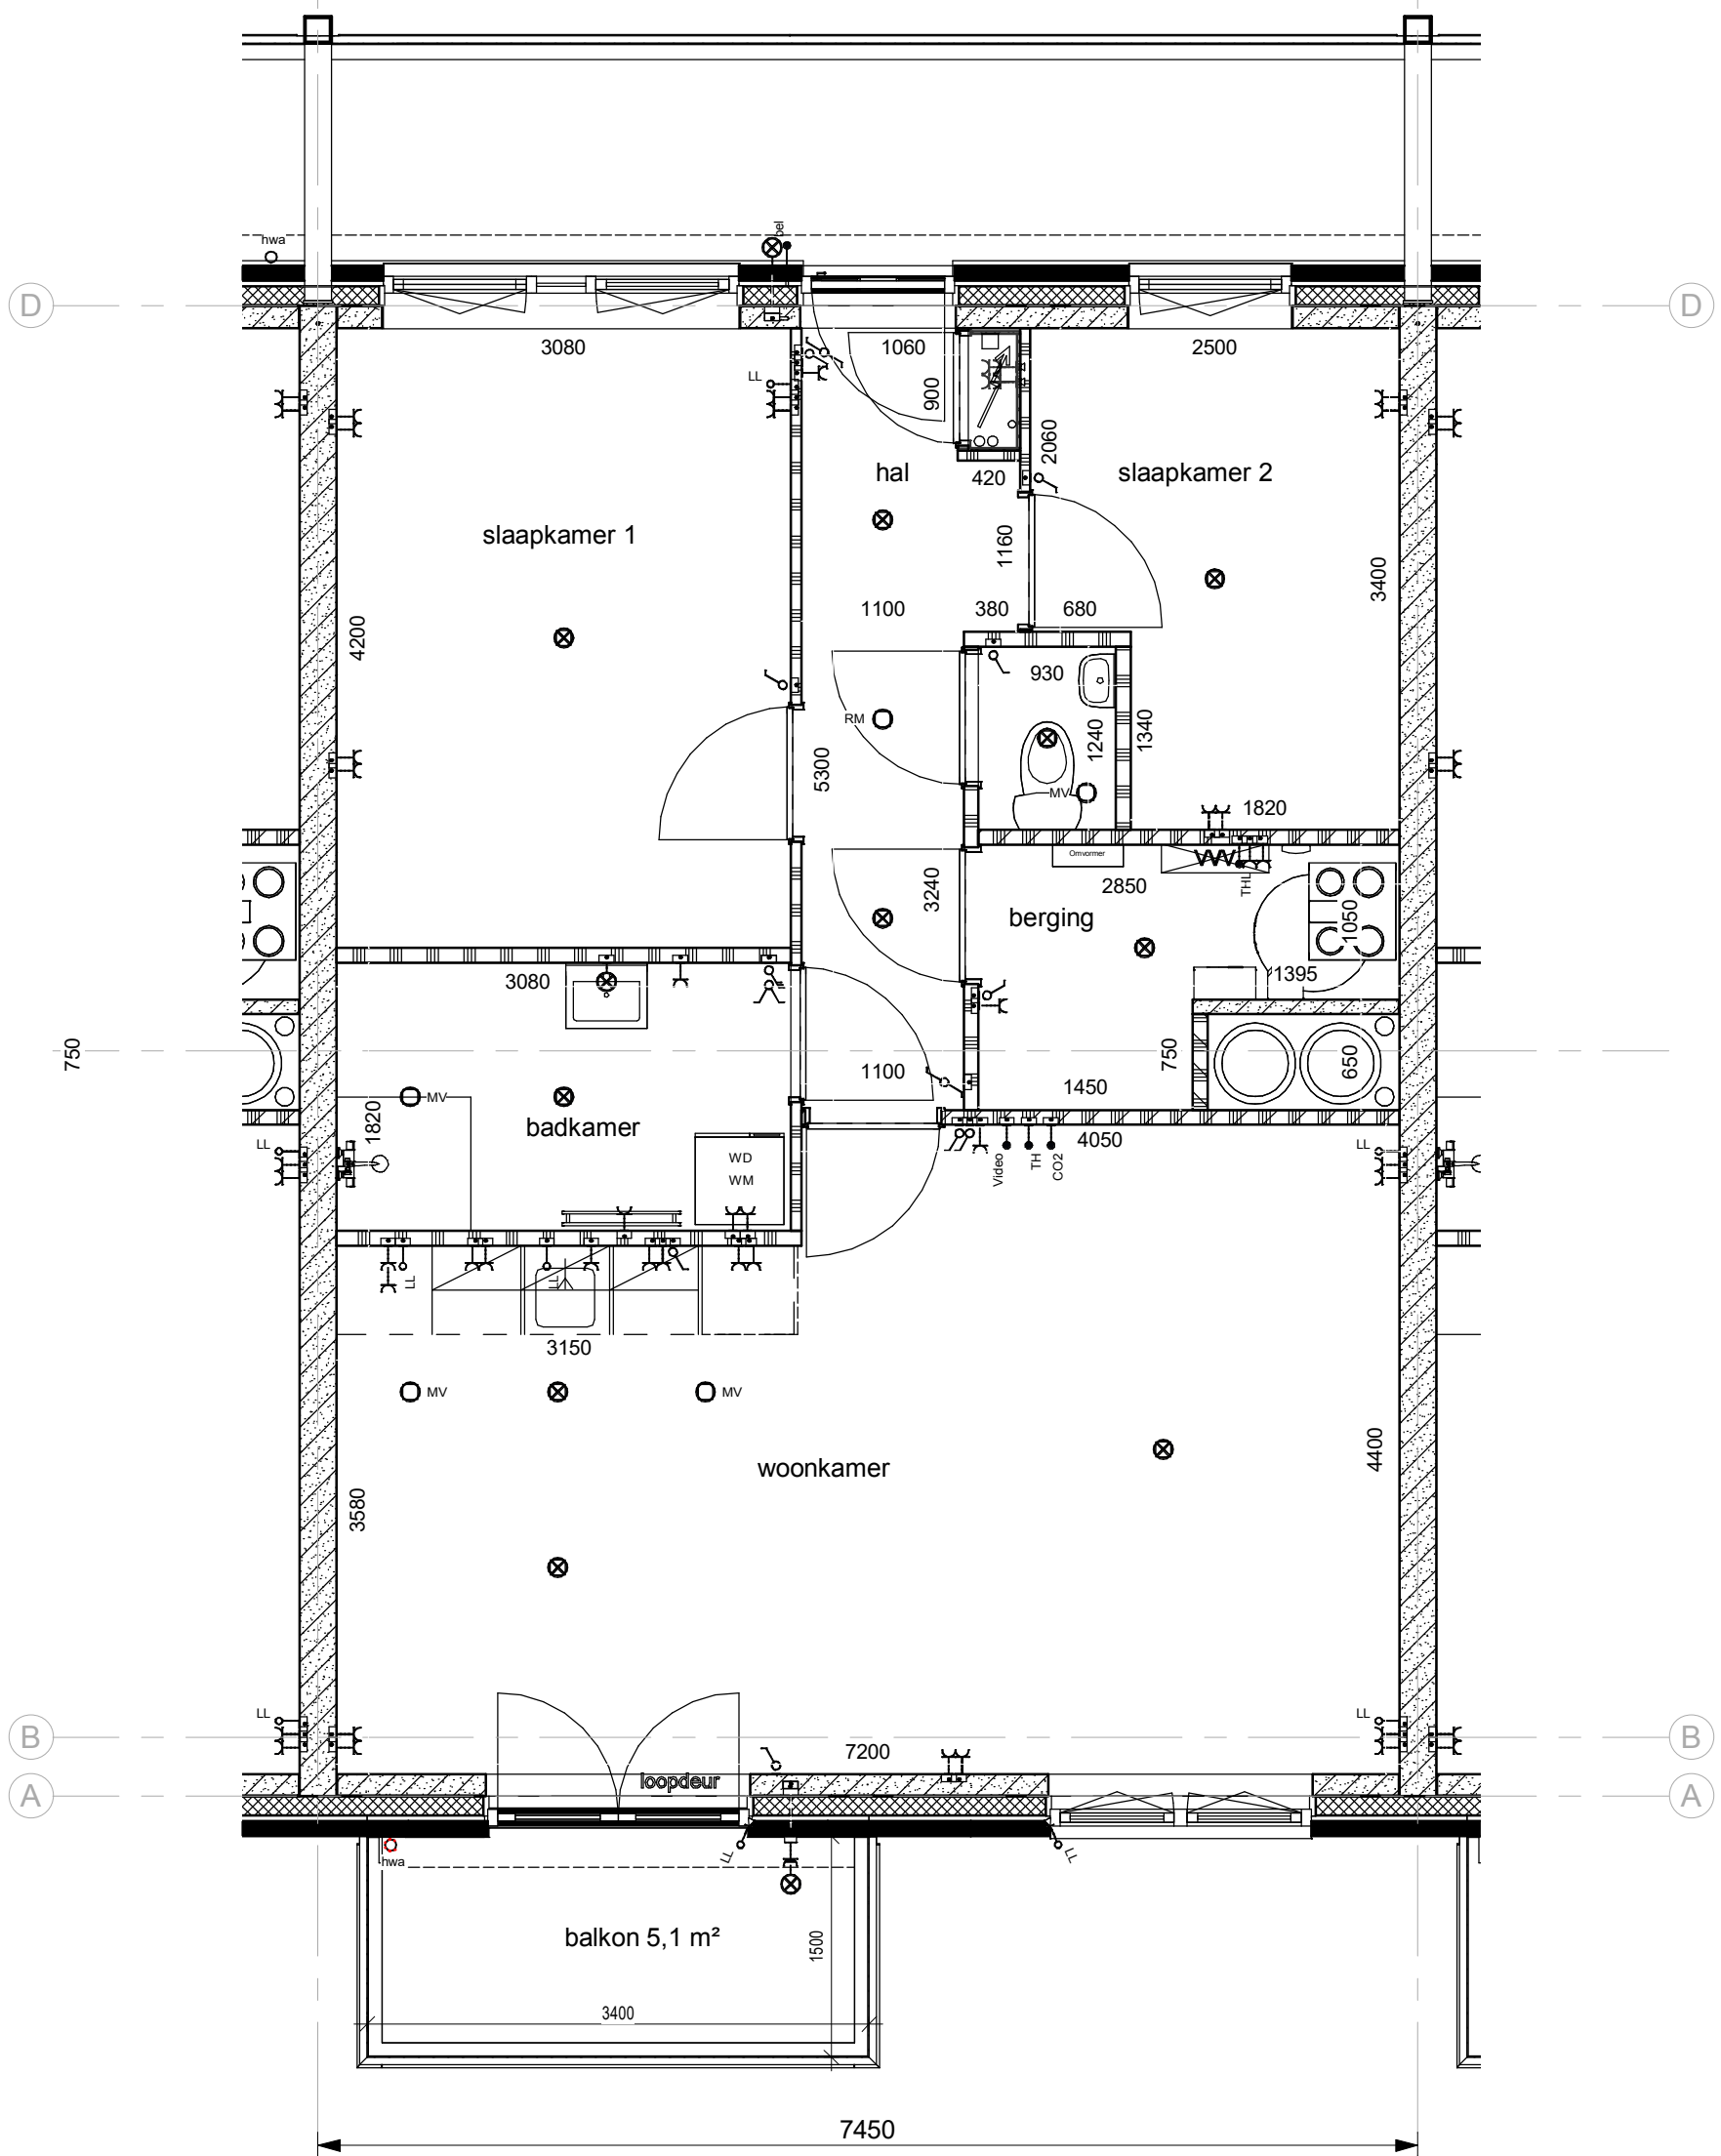 hwa
bel
D
D
3080
1060
2500
LL
900
2060
hal
420
slaapkamer 2
slaapkamer 1
1160
3400
4200
1100
380
680
930
RM
1240
1340
5300
MV
1820
Omvormer
THL
3240
2850
berging
1050
3080
1395
750
1100
750
650
1450
MV
1820
badkamer
4050
LL
LL
Video
TH
CO2
WD
WM
LL
LL
3150
MV
MV
woonkamer
4400
3580
LL
LL
B
B
7200
loopdeur
A
A
hwa
LL
LL
balkon 5,1 m²
1500
3400
7450